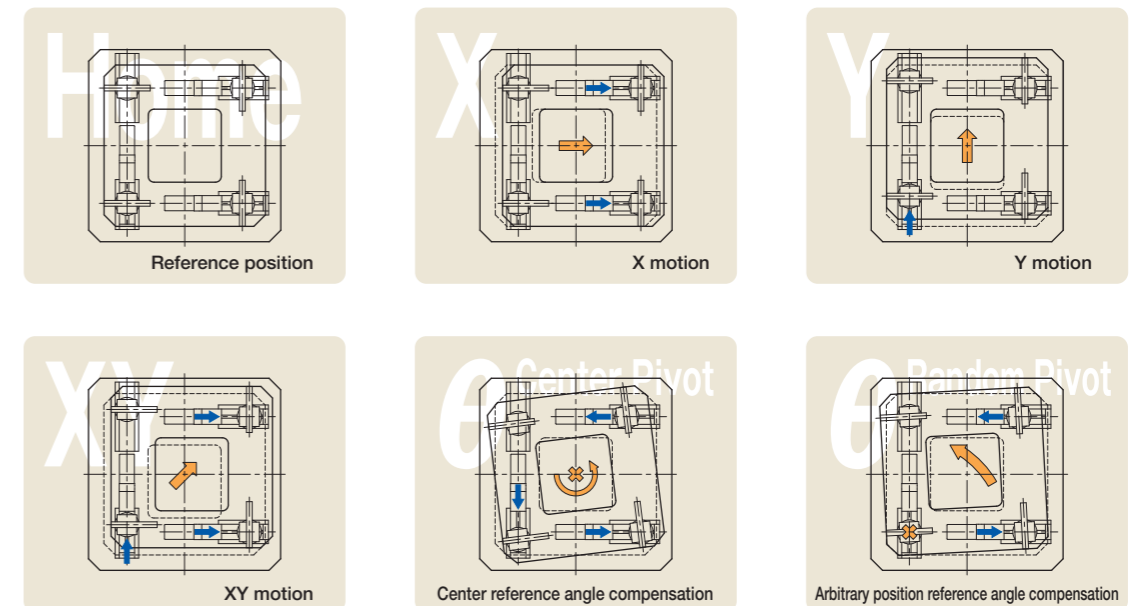 Home
Reference position
X
X motion
Y
Y motion
XY
XY motion
θ Center Pivot
Center reference angle compensation
θ Random Pivot
Arbitrary position reference angle compensation